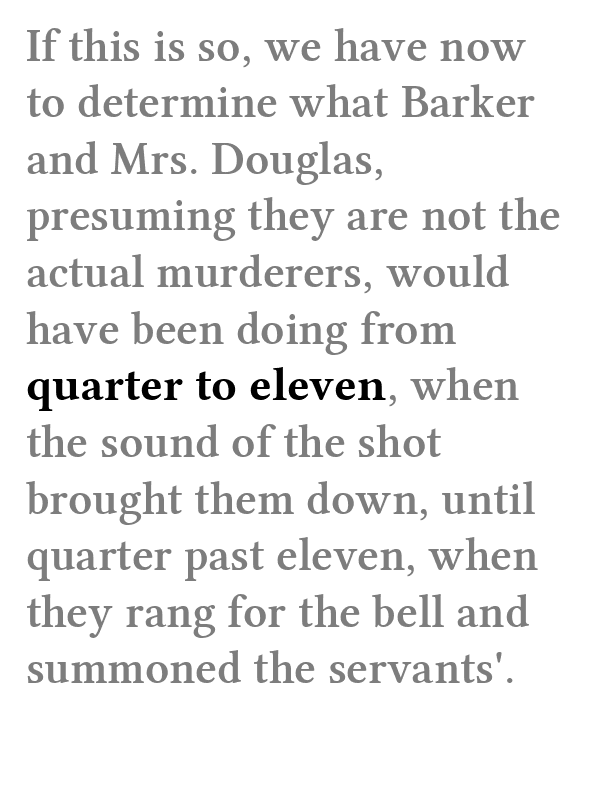 If this is so, we have now
to determine what Barker
and Mrs. Douglas,
presuming they are not the
actual murderers, would
have been doing from
quarter to eleven, when
the sound of the shot
brought them down, until
quarter past eleven, when
they rang for the bell and
summoned the servants'.